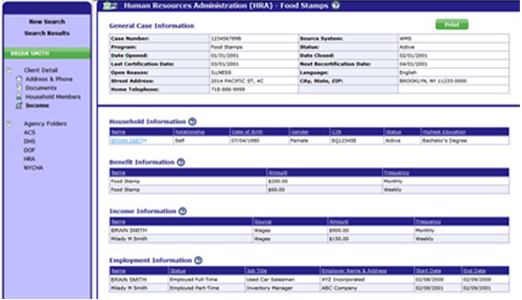 Human Resources Administration (HRA) - Food Stamps
New Search
Search Results
BRIAN SMITH
Client Detail
Address & Phone
Documents
Household Members
Income
Agency Folders
ACS
DHS
DOF
HRA
NYCHA
General Case Information
Print
Case Number: 123456789B Source System: WMS
Program: Food Stamps Status: Active
Date Opened: 01/31/2001 Date Closed: 02/01/2001
Last Certification Date: 03/01/2001 Next Recertification Date: 04/01/2001
Open Reason: ILLNESS Language: English
Street Address: 2014 PACIFIC ST, 4C City, State, ZIP: BROOKLYN, NY 11233-0000
Home Telephone: 718-888-9999
Household Information
Name Relationship Date of Birth Gender CIN Status Highest Education
BRIAN SMITH Self 07/04/1980 Female Active Bachelor's Degree
Benefit Information
Name Amount Frequency
Food Stamp $200.00 Monthly
Food Stamp $60.00 Weekly
Income Information
Name Source Amount Frequency
BRAIN SMITH Wages $900.00 Monthly
Milady M Smith Wages $150.00 Weekly
Employment Information
Name Status Job Title Employer Name & Address Start Date End Date
BRAIN SMITH Employed Full-Time Used Car Salesman XYZ Incorporated 02/08/2000 02/09/2000
Milady M Smith Employed Part-Time Inventory Manager ABC Company 02/08/2001 02/09/2001